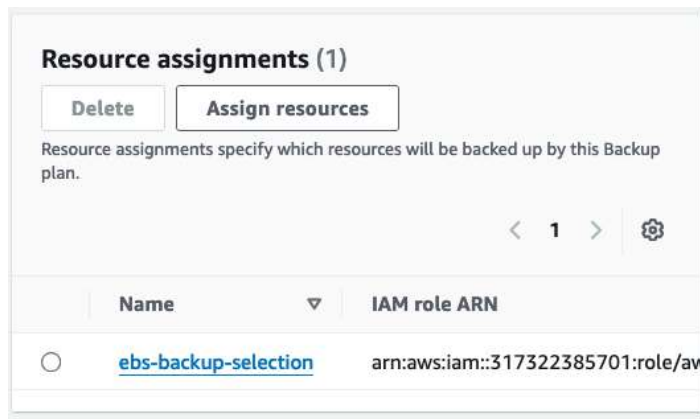 Resource assignments (1)
Delete Assign resources
Resource assignments specify which resources will be backed up by this Backup
plan.
1
Name IAM role ARN
ebs-backup-selection arn:aws:iam::317322385701:role/aw